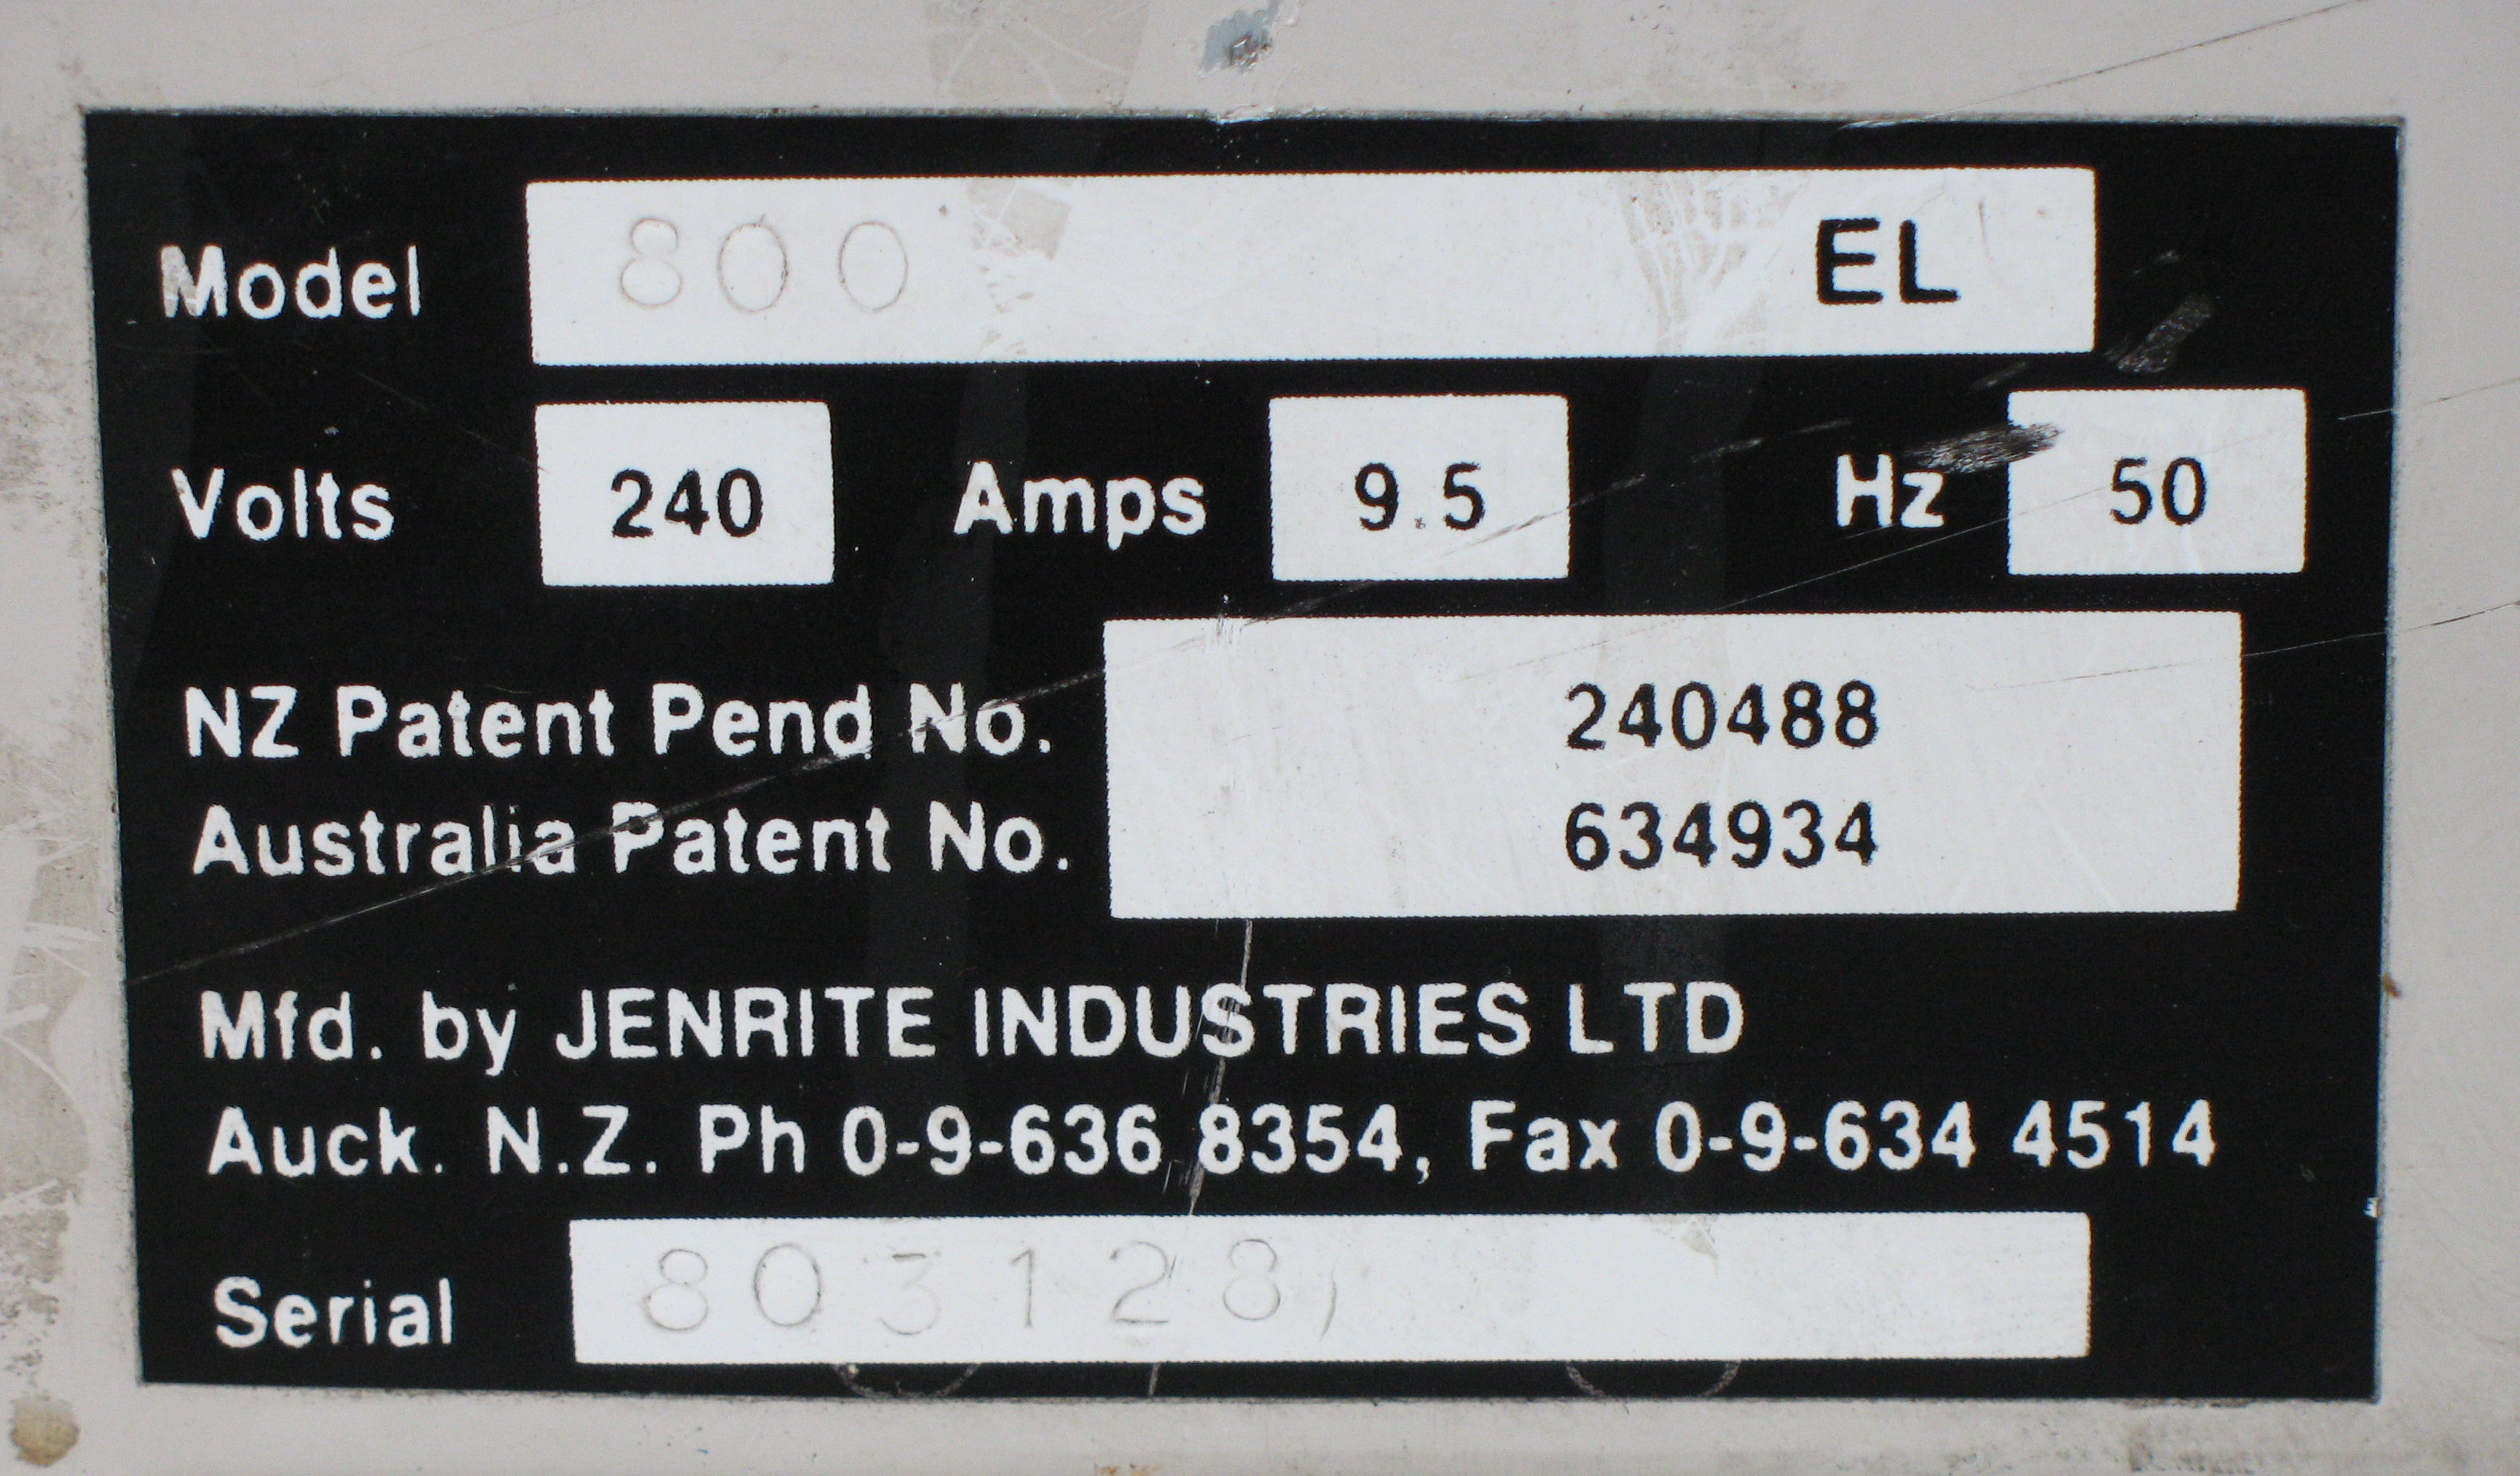 Model 800 EL
Volts 240 Amps 9.5 Hz 50
NZ Patent Pend No. 240488
Australia Patent No. 634934
Mfd. by JENRITE INDUSTRIES LTD
Auck. N.Z. Ph 0-9-636 8354, Fax 0-9-634 4514
Serial 803128